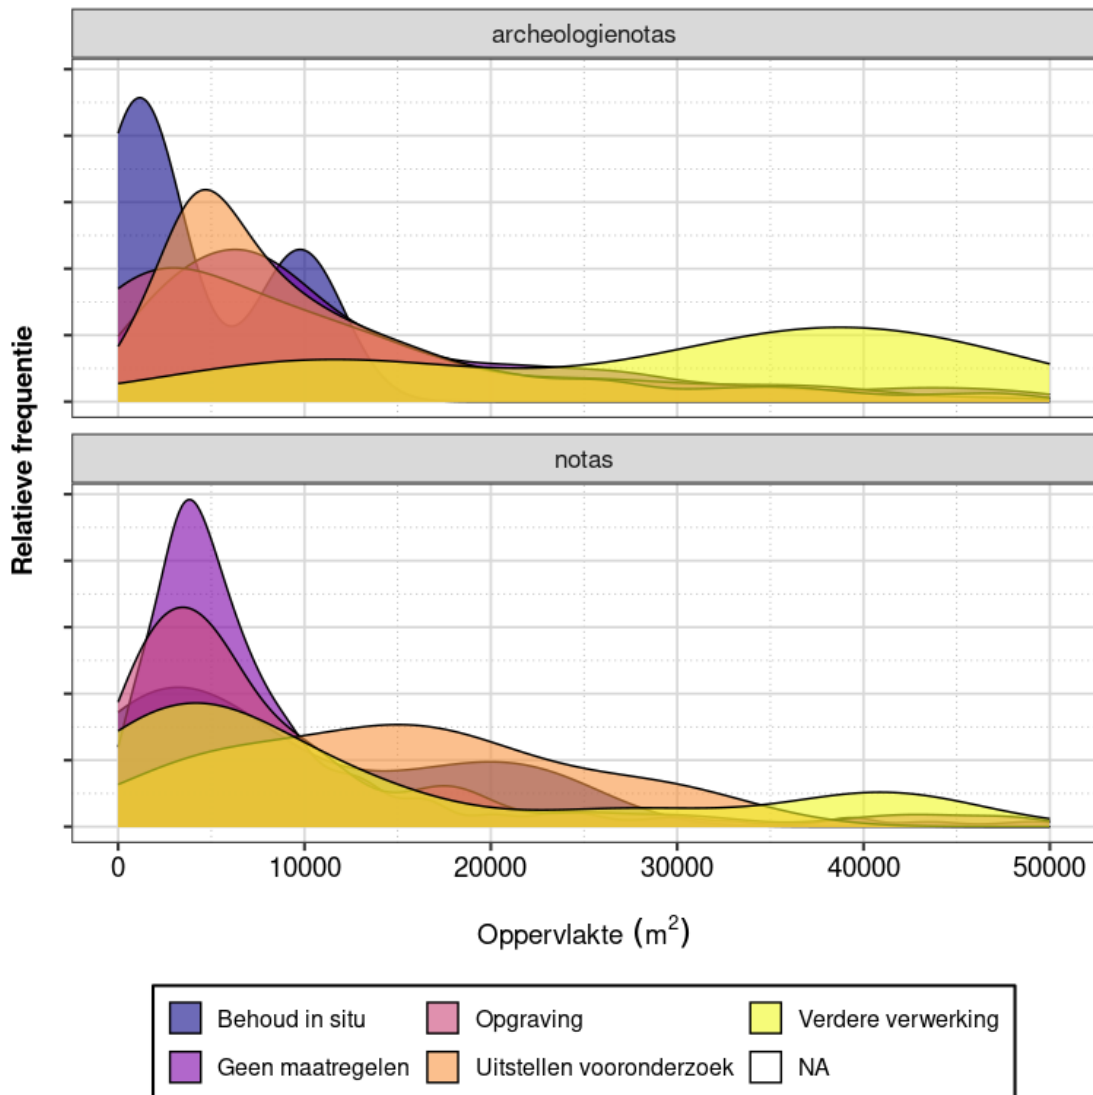 archeologienotas
Relatieve frequentie
notas
0 10000 20000 30000 40000 50000
Oppervlakte (m²)
Behoud in situ Opgraving Verdere verwerking
Geen maatregelen Uitstellen vooronderzoek NA